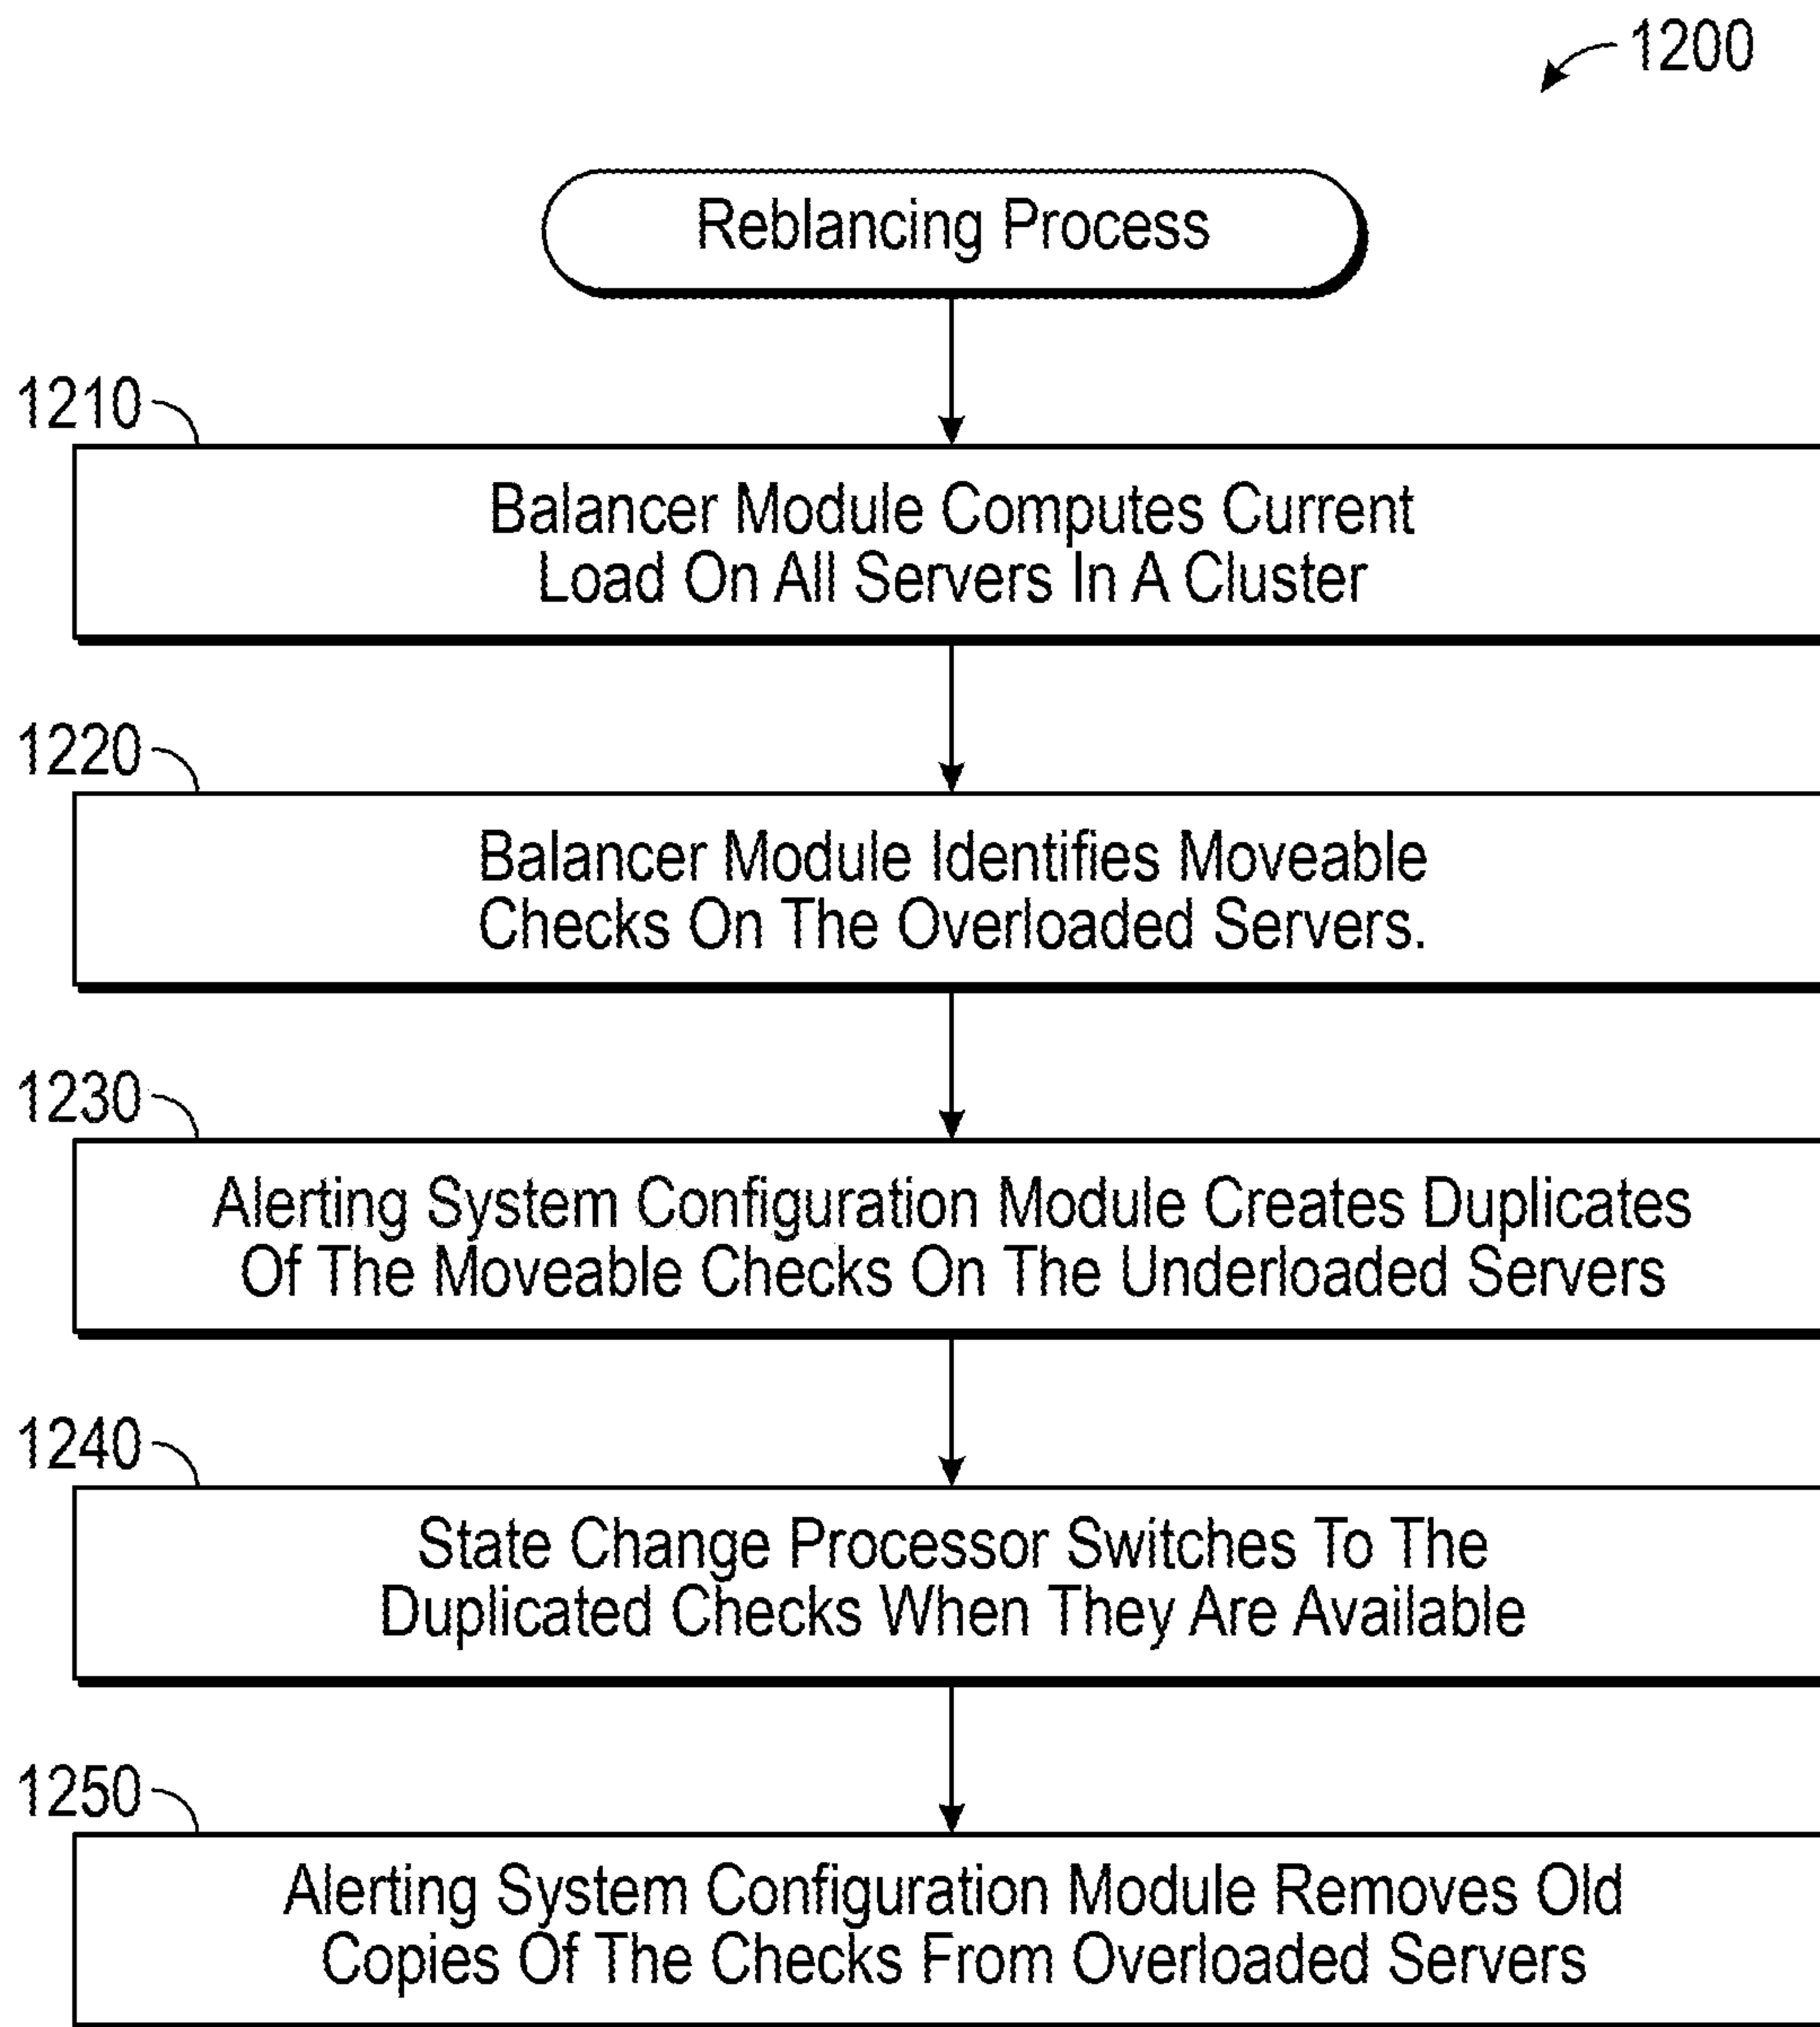 1200
Reblancing Process
1210
Balancer Module Computes Current
Load On All Servers In A Cluster
1220
Balancer Module Identifies Moveable
Checks On The Overloaded Servers.
1230
Alerting System Configuration Module Creates Duplicates
Of The Moveable Checks On The Underloaded Servers
1240
State Change Processor Switches To The
Duplicated Checks When They Are Available
1250
Alerting System Configuration Module Removes Old
Copies Of The Checks From Overloaded Servers